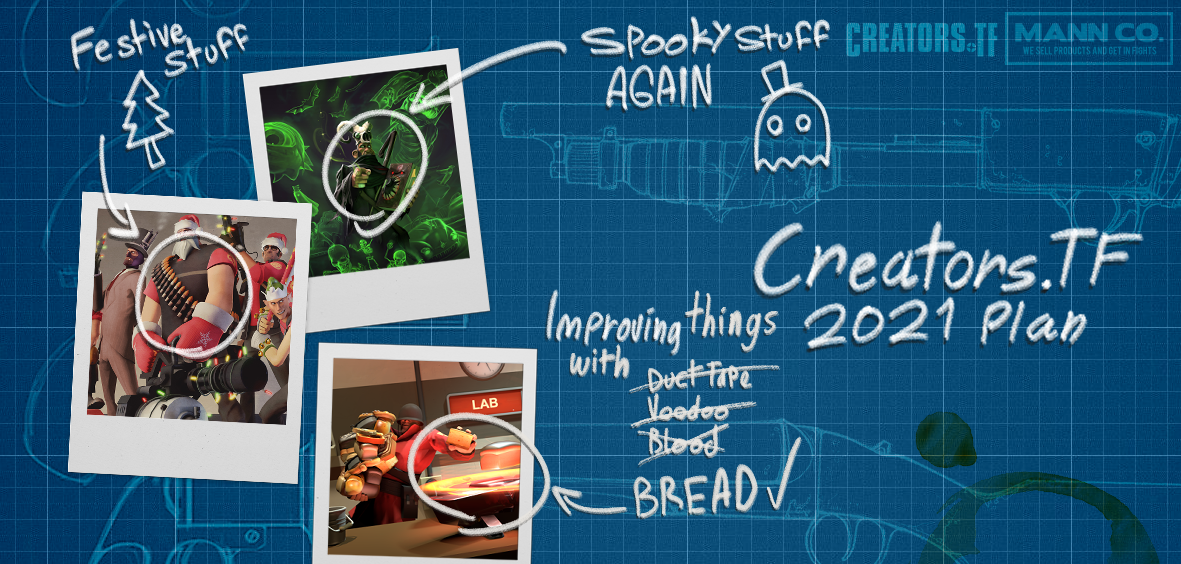 Festive
Stuff
Spooky Stuff
AGAIN
CREATORS.TF
MANN CO.
WE SELL PRODUCTS AND GET IN FIGHTS
Creators.TF
2021 Plan
Improving things
with
Duct Tape
Voodoo
Blood
BREAD
LAB